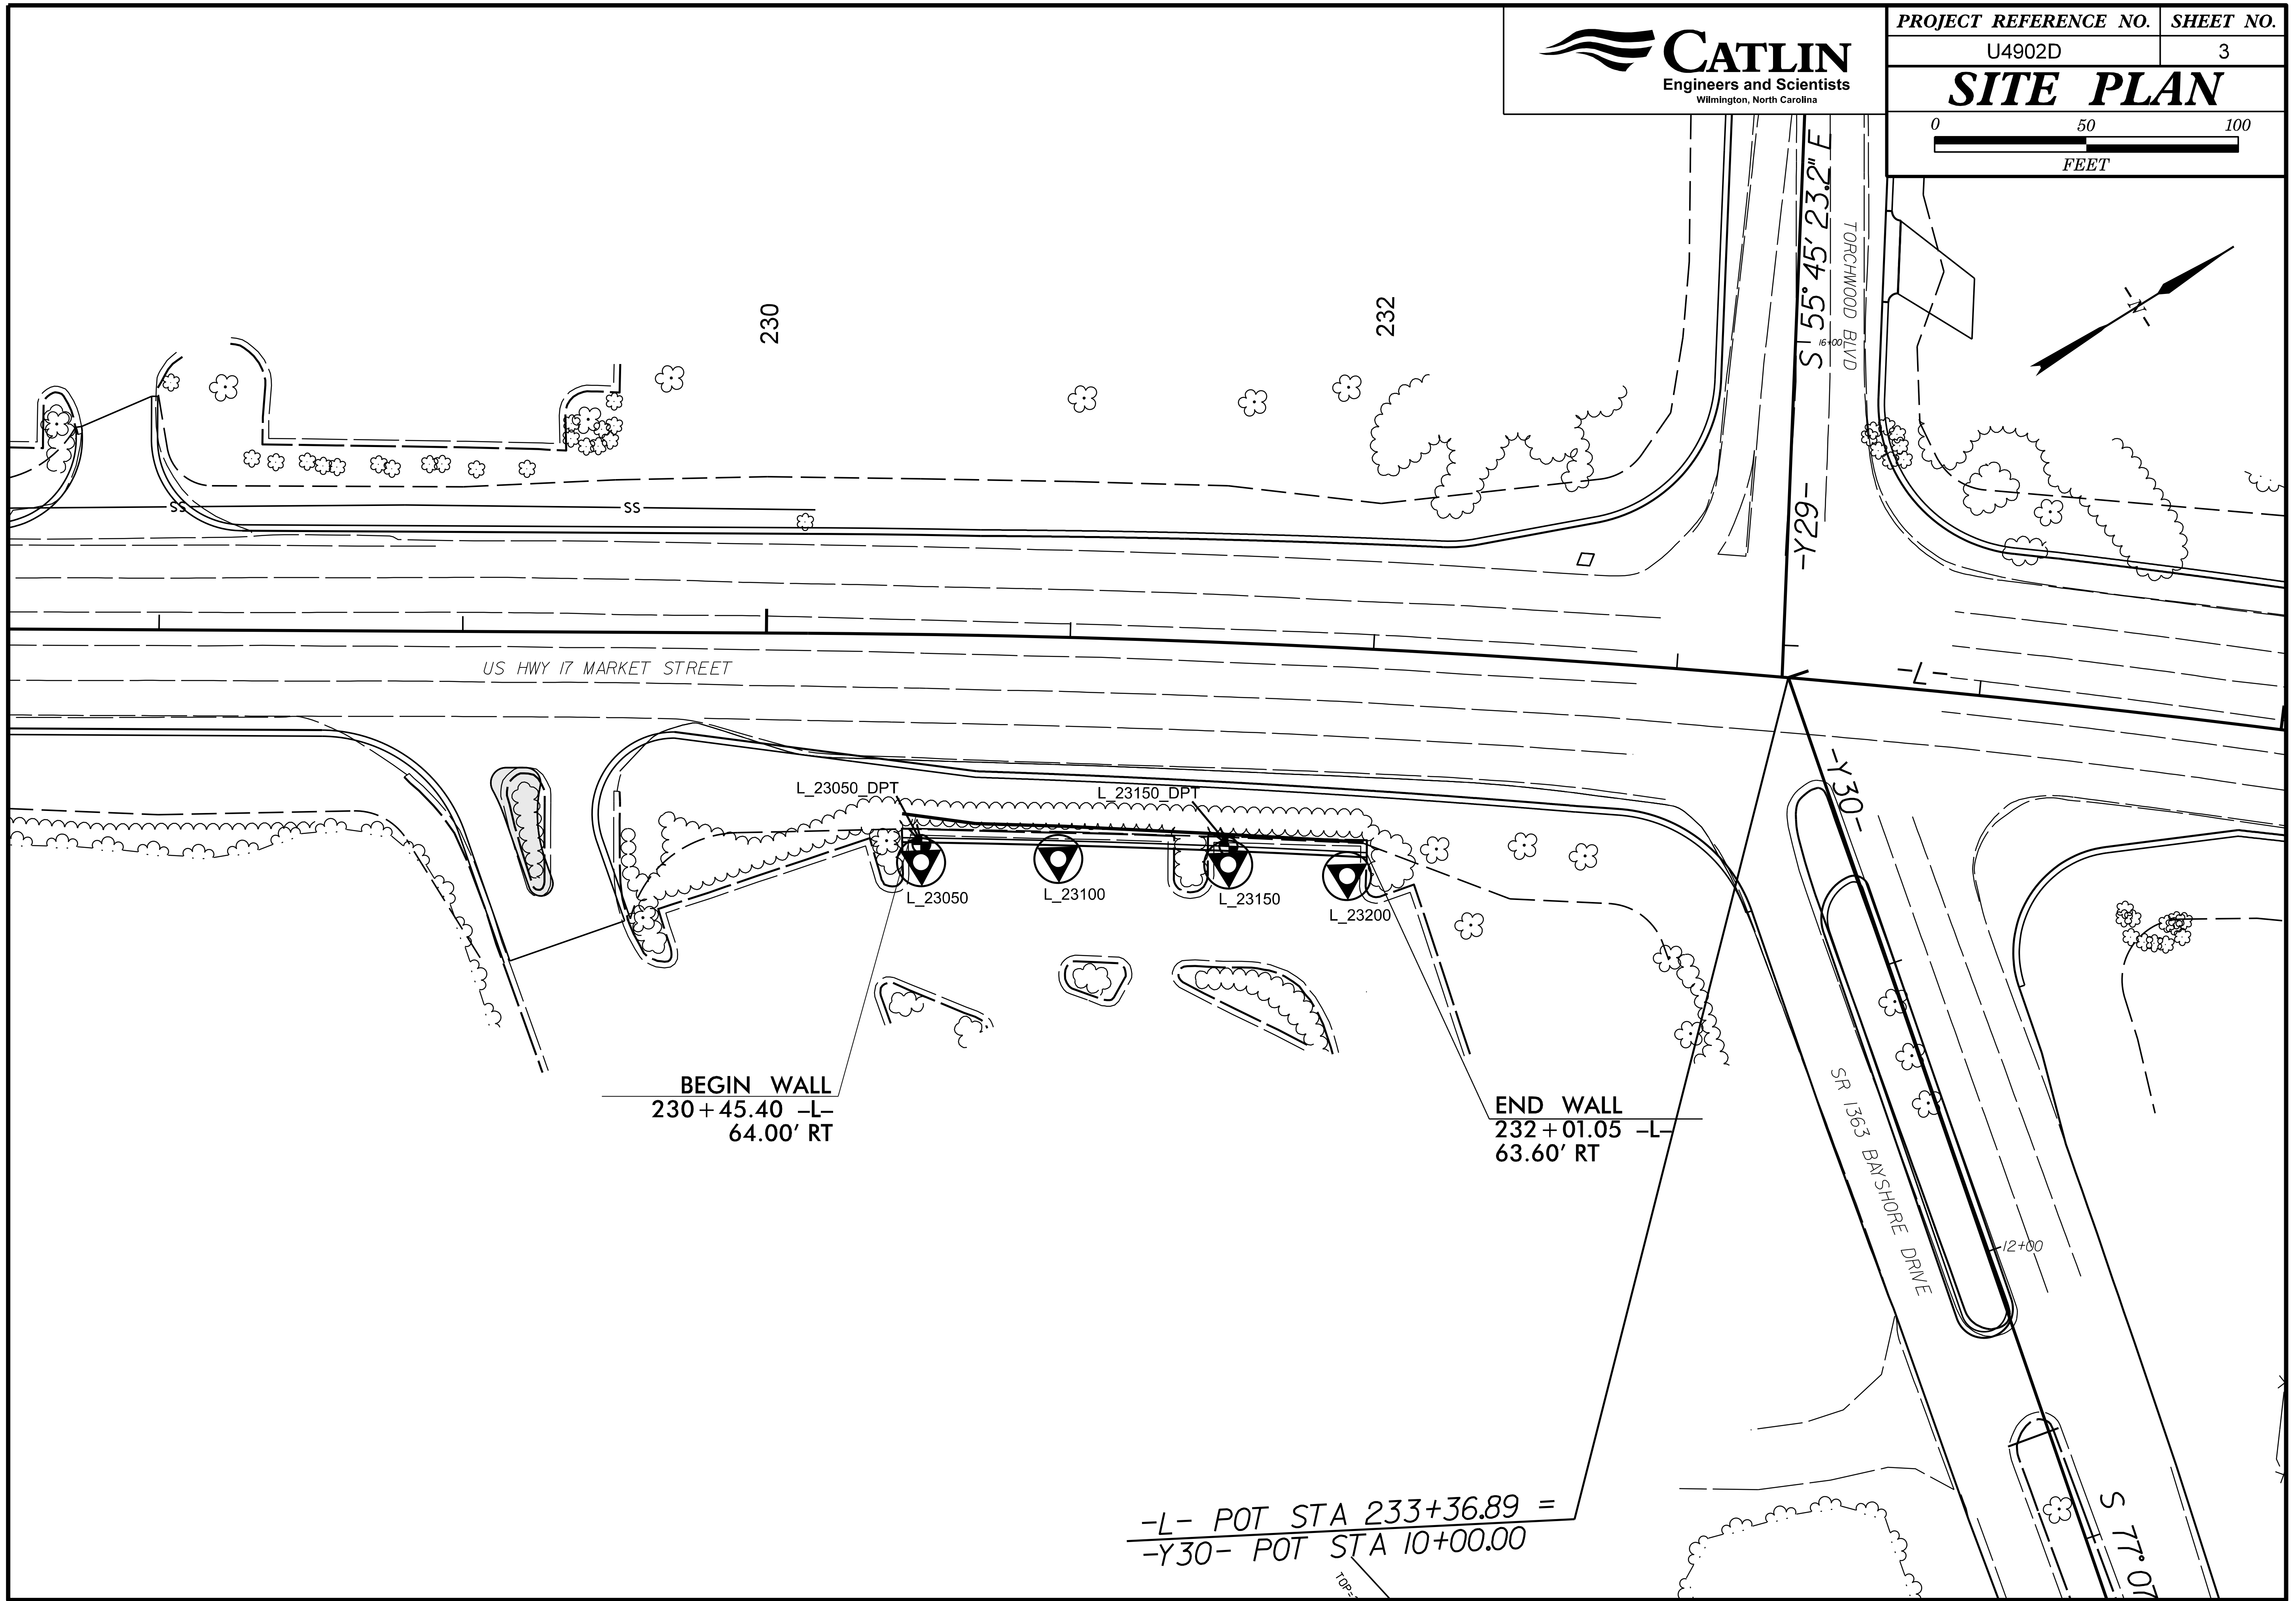 CATLIN
Engineers and Scientists
Wilmington, North Carolina
PROJECT REFERENCE NO.
SHEET NO.
U4902D
3
SITE PLAN
0 50 100
FEET
S 55° 45' 23.2" E
TORCHWOOD BLVD
16+00
-N-
230
232
-Y29-
SS
SS
US HWY 17 MARKET STREET
-L-
-Y30-
L_23050_DPT
L_23150_DPT
L_23050
L_23100
L_23150
L_23200
BEGIN WALL
230+45.40 -L-
64.00' RT
END WALL
232+01.05 -L-
63.60' RT
SR 1363 BAYSHORE DRIVE
12+00
-L- POT STA 233+36.89 =
-Y30- POT STA 10+00.00
TOP=
S 77° 07